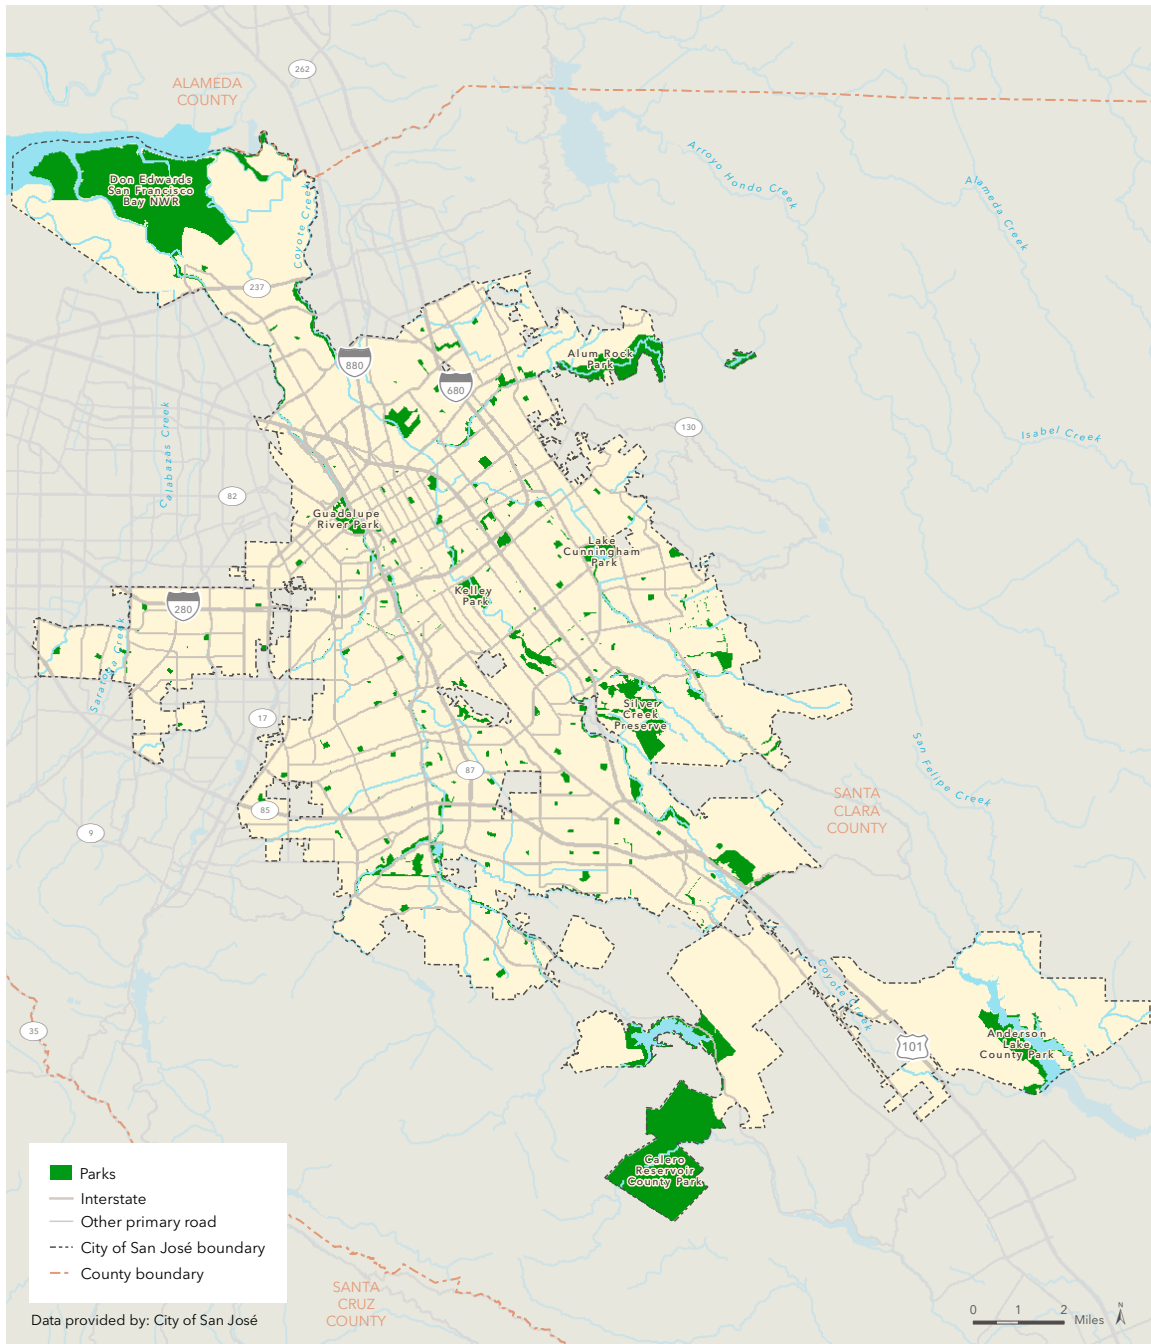 262
ALAMEDA
COUNTY
Arroyo Hondo Creek
Alameda Creek
Don Edwards
San Francisco
Bay NWR
Coyote Creek
237
880
680
Alum Rock
Park
130
Isabel Creek
Calabazas Creek
82
Guadalupe
River Park
Lake
Cunningham
Park
Kelley
Park
280
Saratoga Creek
17
Silver
Creek
Preserve
San Felipe Creek
87
85
9
SANTA
CLARA
COUNTY
Coyote Creek
35
101
Anderson
Lake
County Park
Calero
Reservoir
County Park
Parks
Interstate
Other primary road
City of San José boundary
County boundary
Data provided by: City of San José
SANTA
CRUZ
COUNTY
0 1 2
Miles
N